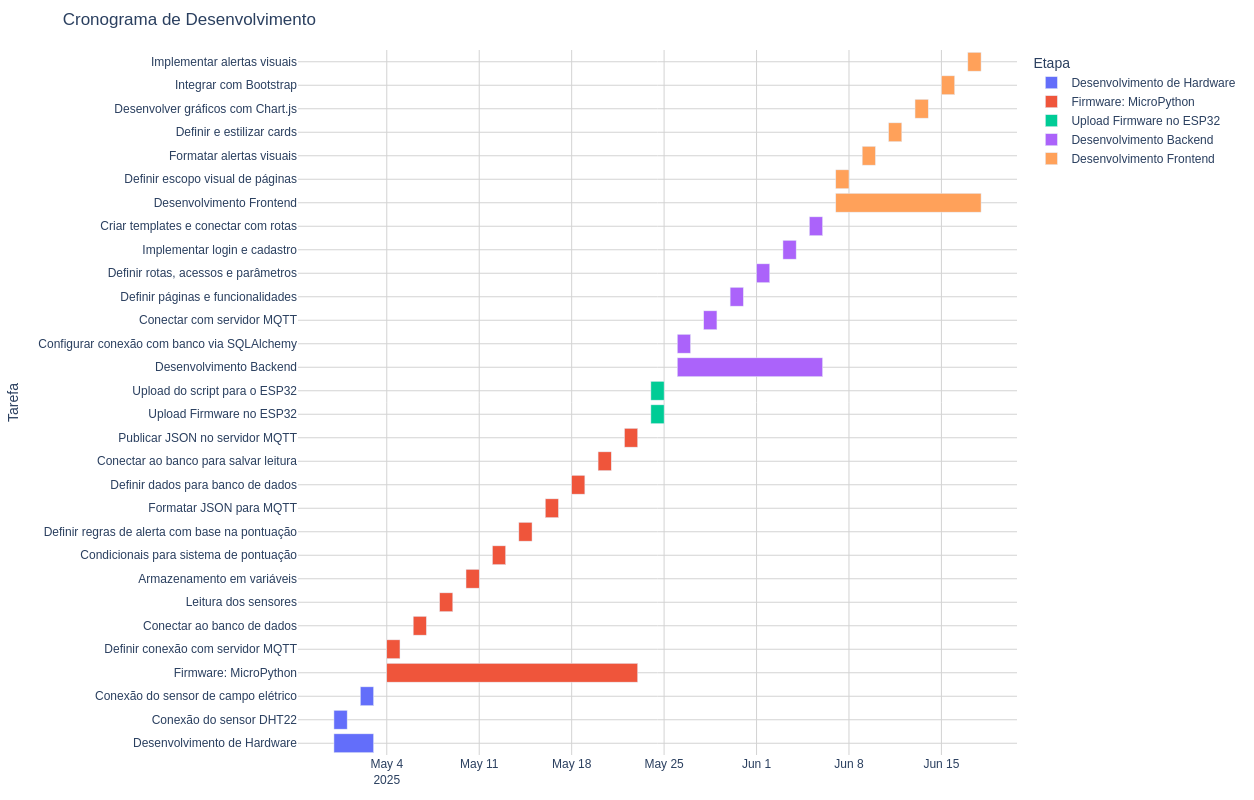 Cronograma de Desenvolvimento
Tarefa
Implementar alertas visuais
Integrar com Bootstrap
Desenvolver gráficos com Chart.js
Definir e estilizar cards
Formatar alertas visuais
Definir escopo visual de páginas
Desenvolvimento Frontend
Criar templates e conectar com rotas
Implementar login e cadastro
Definir rotas, acessos e parâmetros
Definir páginas e funcionalidades
Conectar com servidor MQTT
Configurar conexão com banco via SQLAlchemy
Desenvolvimento Backend
Upload do script para o ESP32
Upload Firmware no ESP32
Publicar JSON no servidor MQTT
Conectar ao banco para salvar leitura
Definir dados para banco de dados
Formatar JSON para MQTT
Definir regras de alerta com base na pontuação
Condicionais para sistema de pontuação
Armazenamento em variáveis
Leitura dos sensores
Conectar ao banco de dados
Definir conexão com servidor MQTT
Firmware: MicroPython
Conexão do sensor de campo elétrico
Conexão do sensor DHT22
Desenvolvimento de Hardware
May 4 May 11 May 18 May 25 Jun 1 Jun 8 Jun 15
2025
Etapa
Desenvolvimento de Hardware
Firmware: MicroPython
Upload Firmware no ESP32
Desenvolvimento Backend
Desenvolvimento Frontend